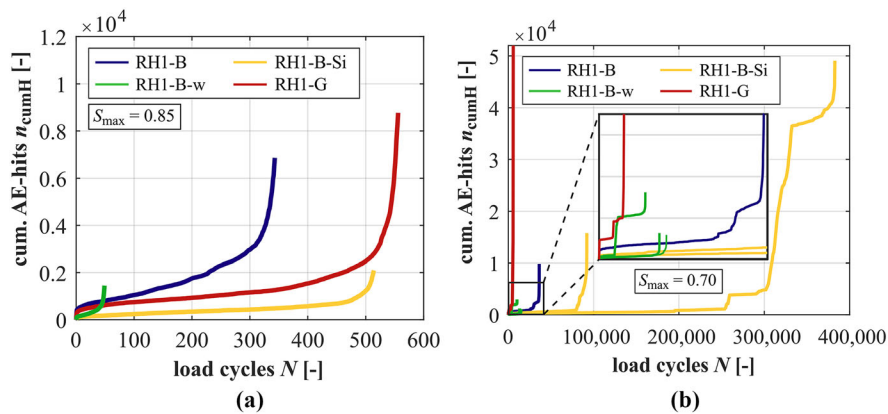 ×10⁴
cum. AE-hits n_cumH [-]
1.2
1
0.8
0.6
0.4
0.2
0
RH1-B
RH1-B-Si
RH1-B-w
RH1-G
S_max = 0.85
0 100 200 300 400 500 600
load cycles N [-]
(a)
×10⁴
cum. AE-hits n_cumH [-]
5
4
3
2
1
0
RH1-B
RH1-B-Si
RH1-B-w
RH1-G
S_max = 0.70
0 100,000 200,000 300,000 400,000
load cycles N [-]
(b)